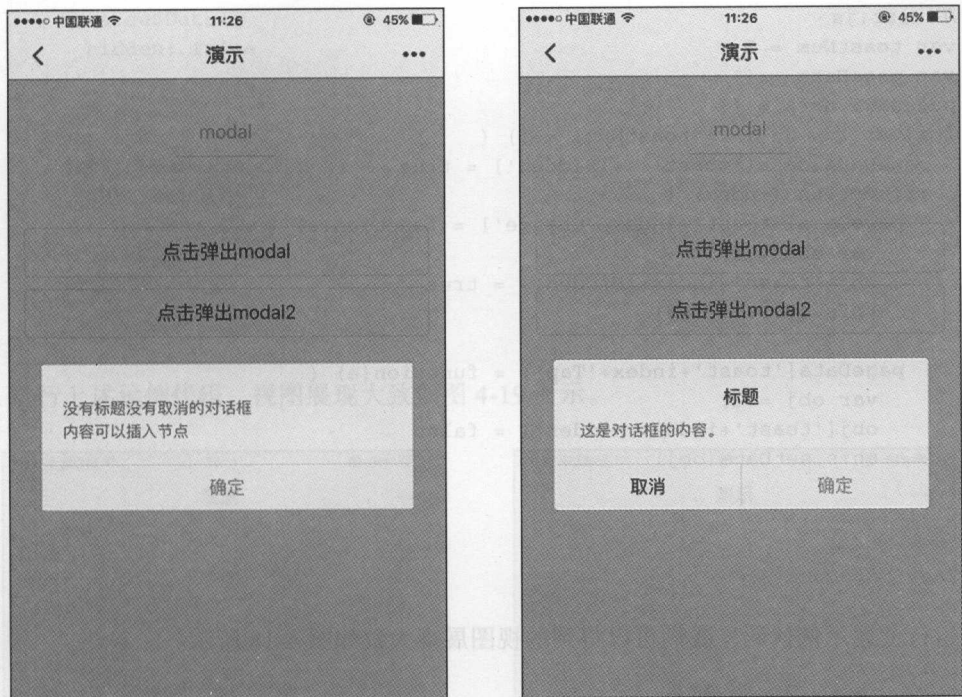 中国联通 11:26 45%
演示
modal
点击弹出modal
点击弹出modal2
没有标题没有取消的对话框
内容可以插入节点
确定
中国联通 11:26 45%
演示
modal
点击弹出modal
点击弹出modal2
标题
这是对话框的内容。
取消 确定